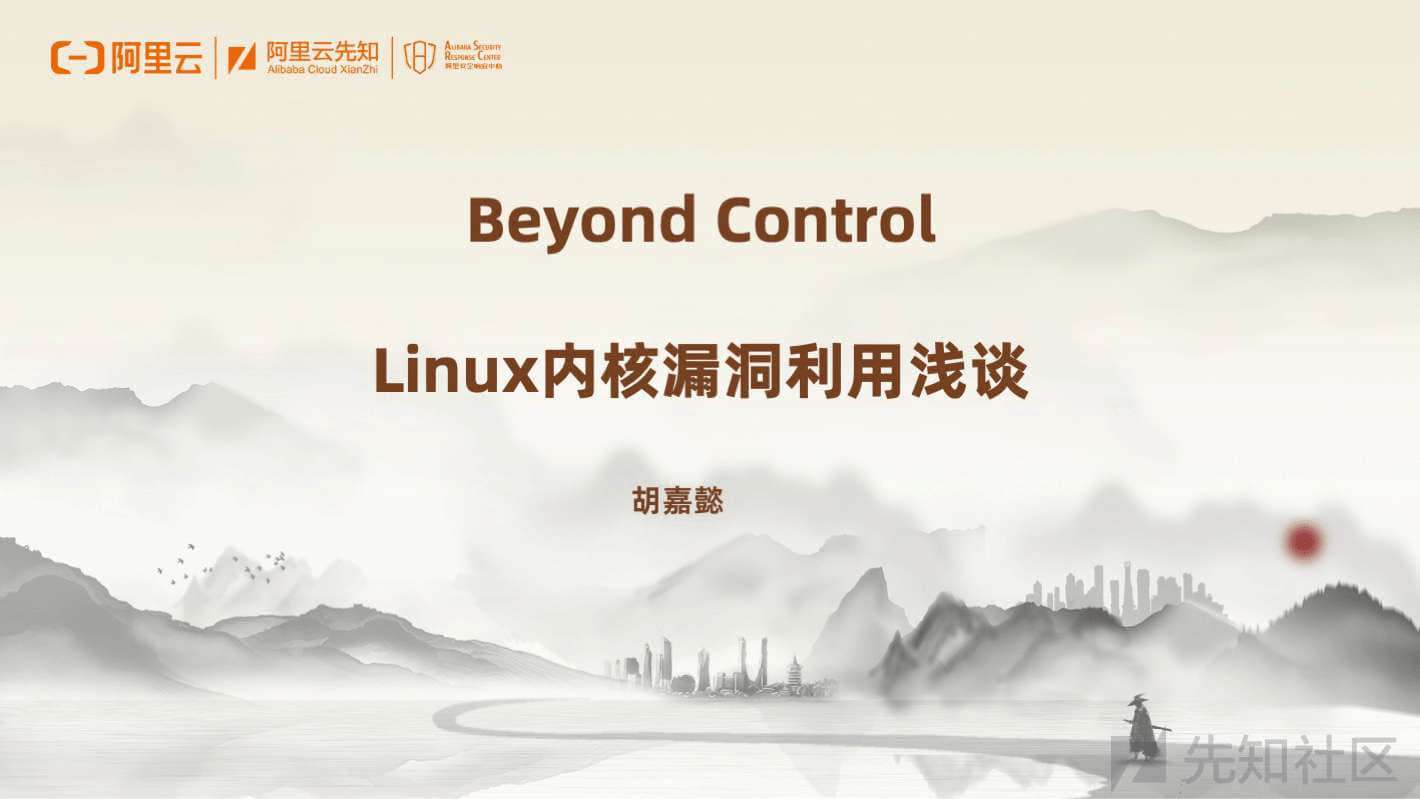 阿里云
阿里云先知
Alibaba Cloud XianZhi
ALIBABA SECURITY
RESPONSE CENTER
阿里安全响应中心
Beyond Control
Linux内核漏洞利用浅谈
胡嘉懿
先知社区